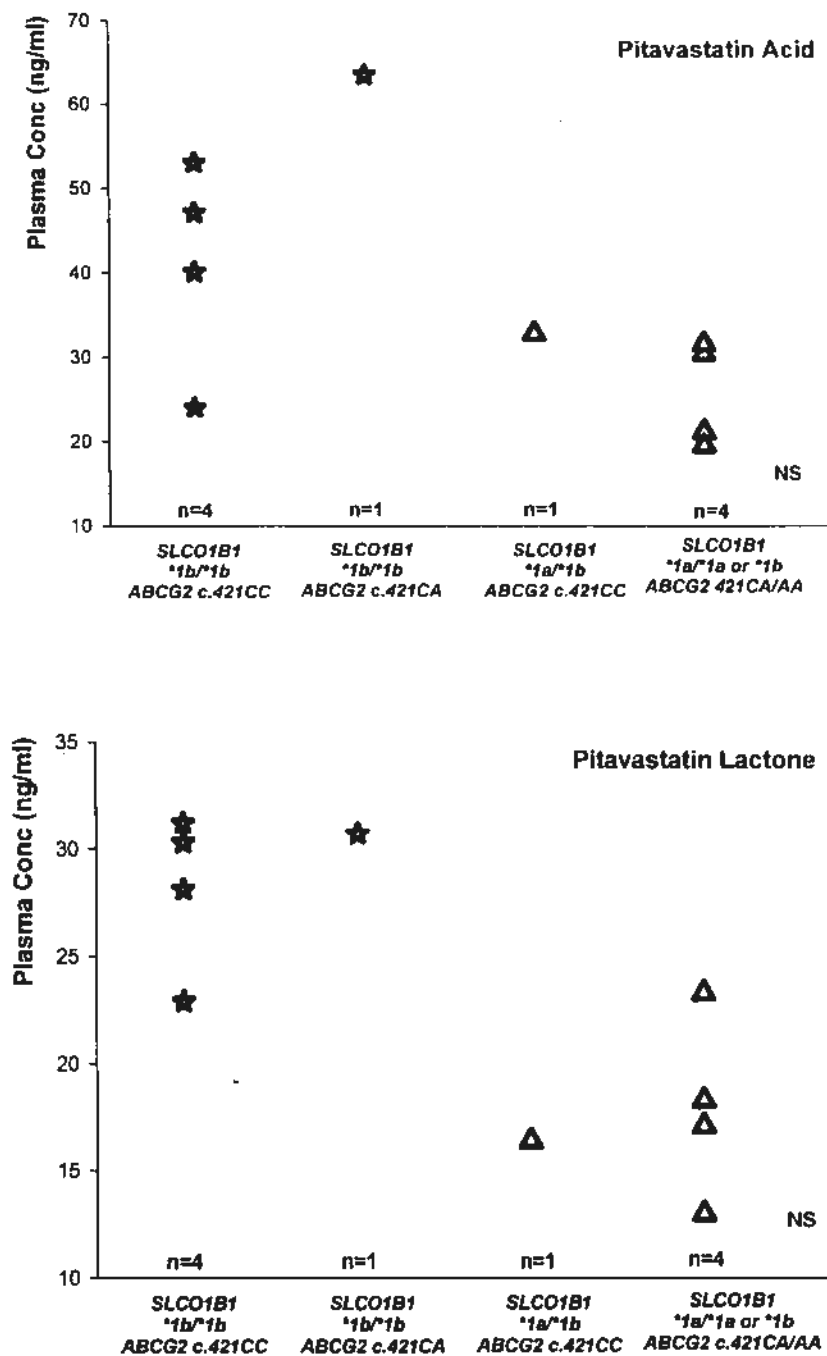 Pitavastatin Acid
Plasma Conc (ng/ml)
70
60
50
40
30
20
10
NS
n=4
n=1
n=1
n=4
SLCO1B1
*1b/*1b
ABCG2 c.421CC
SLCO1B1
*1b/*1b
ABCG2 c.421CA
SLCO1B1
*1a/*1b
ABCG2 c.421CC
SLCO1B1
*1a/*1a or *1b
ABCG2 421CA/AA
Pitavastatin Lactone
Plasma Conc (ng/ml)
35
30
25
20
15
10
NS
n=4
n=1
n=1
n=4
SLCO1B1
*1b/*1b
ABCG2 c.421CC
SLCO1B1
*1b/*1b
ABCG2 c.421CA
SLCO1B1
*1a/*1b
ABCG2 c.421CC
SLCO1B1
*1a/*1a or *1b
ABCG2 c.421CA/AA